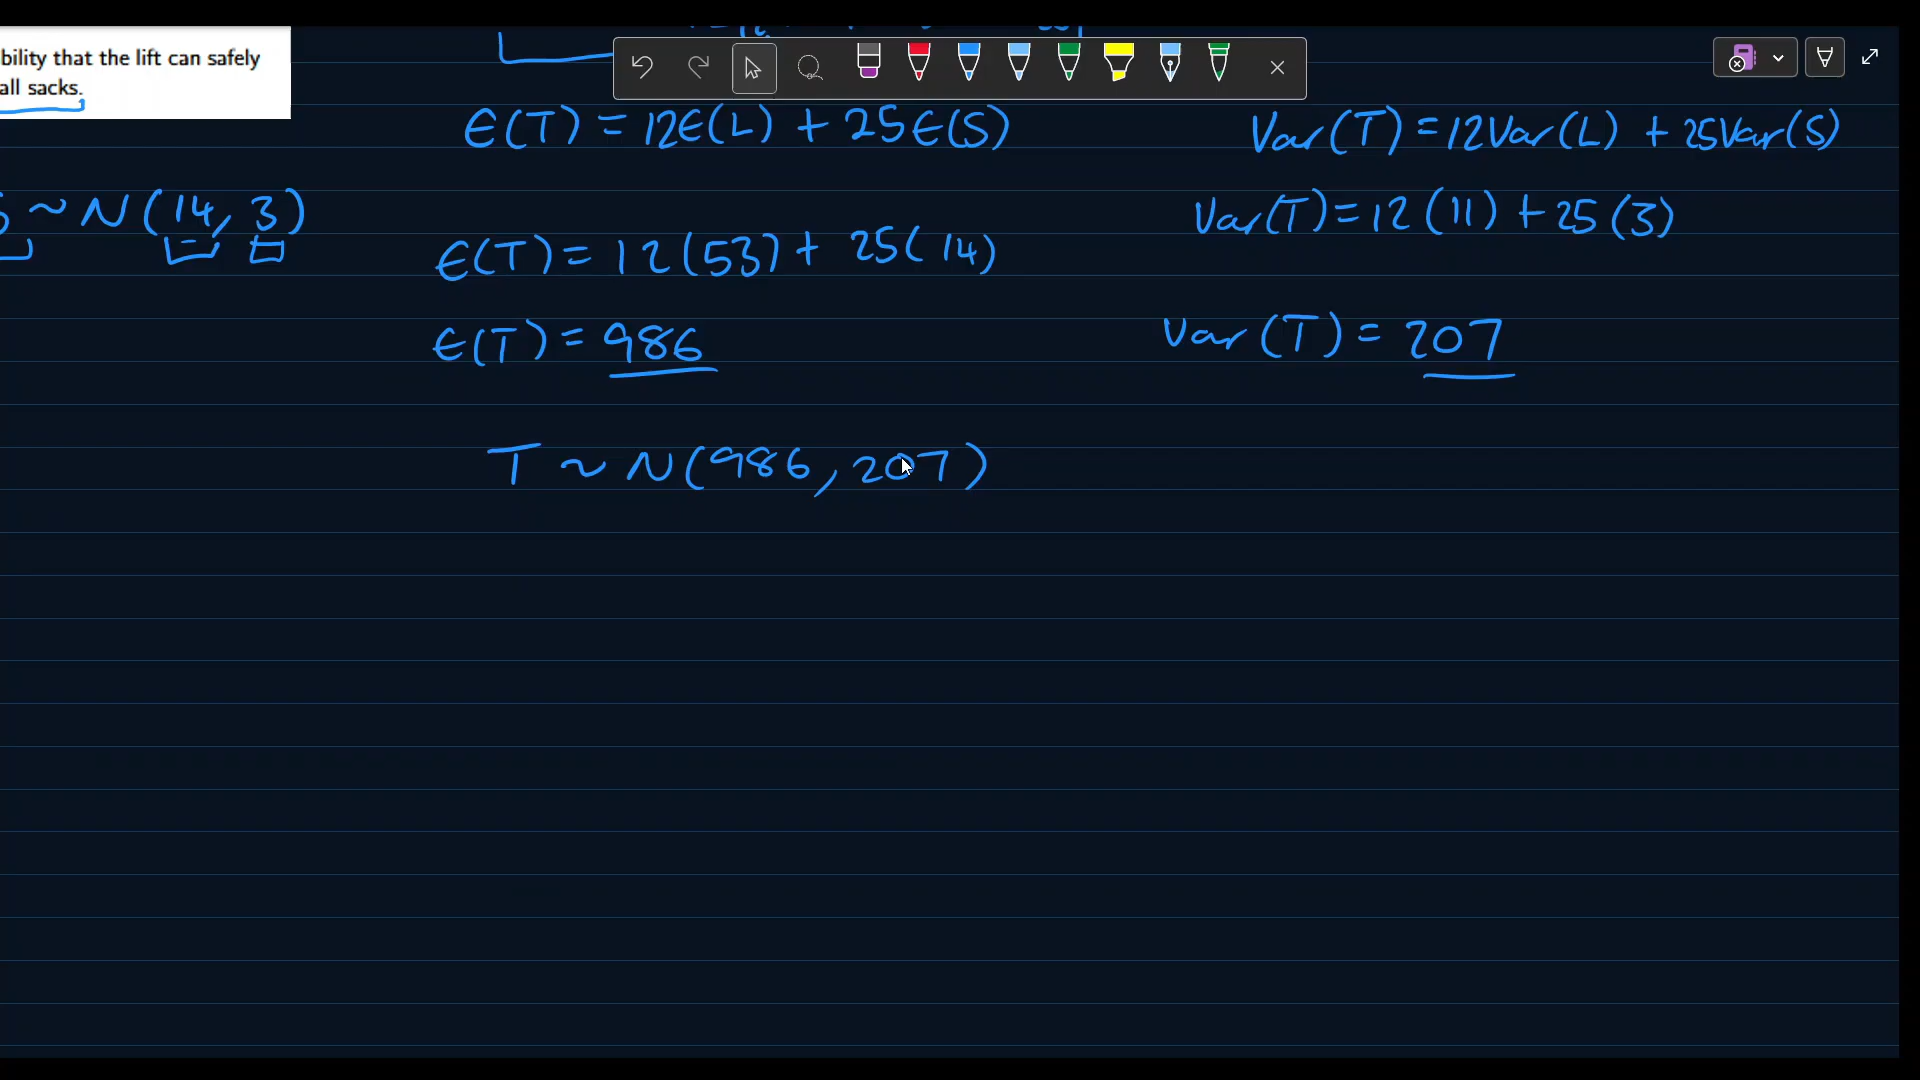 bility that the lift can safely
all sacks.
E(T) = 12E(L) + 25E(S)
Var(T) = 12Var(L) + 25Var(S)
S ~ N(14, 3)
Var(T) = 12(11) + 25(3)
E(T) = 12(53) + 25(14)
E(T) = 986
Var(T) = 207
T ~ N(986, 207)